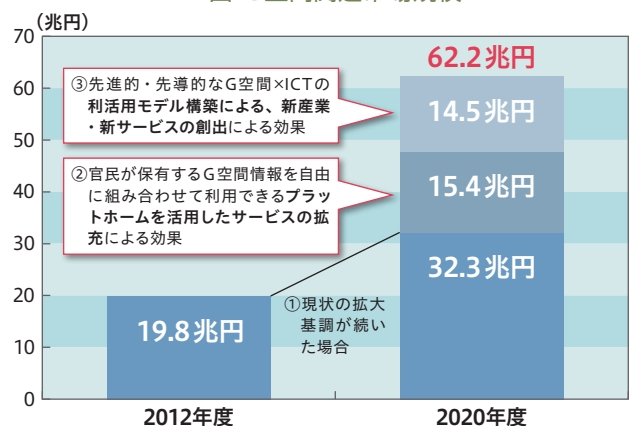 (兆円)
70
60
50
40
30
20
10
0
62.2兆円
③先進的・先導的なG空間×ICTの
利活用モデル構築による、新産業
・新サービスの創出による効果
14.5兆円
②官民が保有するG空間情報を自由
に組み合わせて利用できるプラッ
トホームを活用したサービスの拡
充による効果
15.4兆円
32.3兆円
①現状の拡大
基調が続い
た場合
19.8兆円
2012年度
2020年度